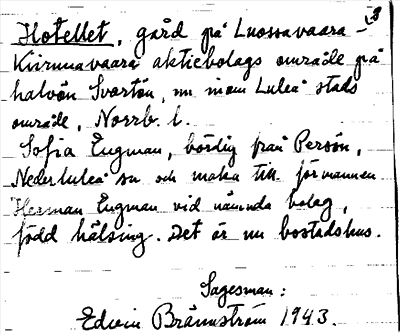 Hotellet, gård på Luossavaara-
Kiirunavaara aktiebolags område på
halvön Svartön, nu inom Luleå stads
område, Norrb. l.
Sofia Engman, bördig från Persön,
Nederluleå sn och maka till förmannen
Herman Engman vid nämnda bolag,
född hälsing. Det är nu bostadshus.
Sagesman:
Edvin Brännström 1943.